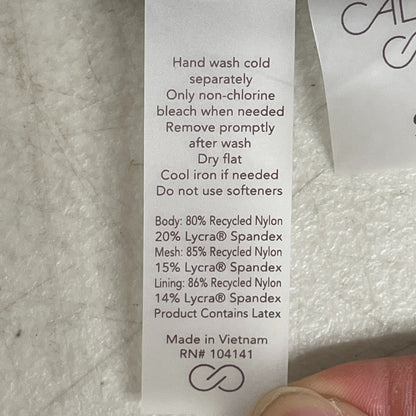 Hand wash cold
separately
Only non-chlorine
bleach when needed
Remove promptly
after wash
Dry flat
Cool iron if needed
Do not use softeners
Body: 80% Recycled Nylon
20% Lycra® Spandex
Mesh: 85% Recycled Nylon
15% Lycra® Spandex
Lining: 86% Recycled Nylon
14% Lycra® Spandex
Product Contains Latex
Made in Vietnam
RN# 104141